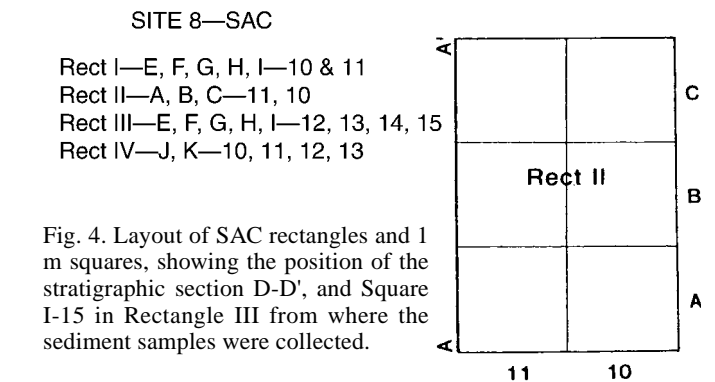 SITE 8—SAC
Rect I—E, F, G, H, I—10 & 11
Rect II—A, B, C—11, 10
Rect III—E, F, G, H, I—12, 13, 14, 15
Rect IV—J, K—10, 11, 12, 13
Fig. 4. Layout of SAC rectangles and 1
m squares, showing the position of the
stratigraphic section D-D', and Square
I-15 in Rectangle III from where the
sediment samples were collected.
A'
C
Rect II
B
A
A
11 10